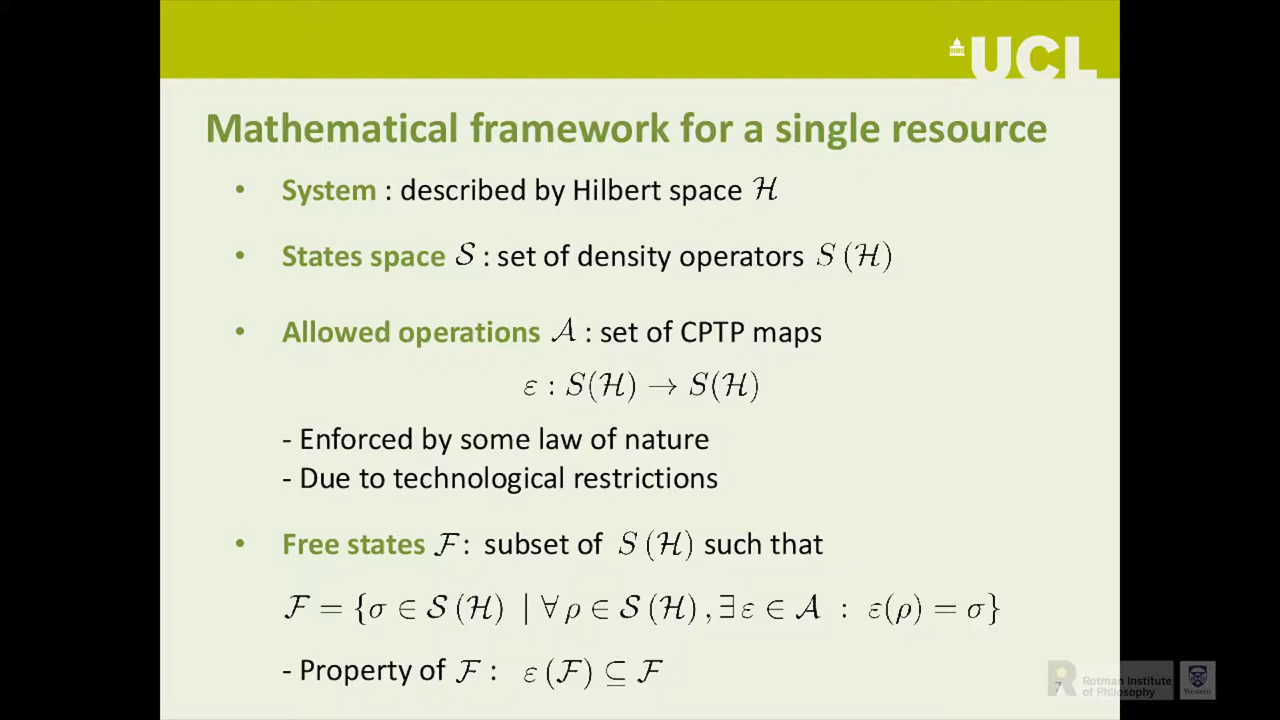 UCL
Mathematical framework for a single resource
• System : described by Hilbert space ℋ
• States space 𝒮 : set of density operators S (ℋ)
• Allowed operations 𝒜 : set of CPTP maps
ε : S(ℋ) → S(ℋ)
- Enforced by some law of nature
- Due to technological restrictions
• Free states ℱ : subset of S (ℋ) such that
ℱ = {σ ∈ 𝒮 (ℋ) | ∀ ρ ∈ 𝒮 (ℋ) , ∃ ε ∈ 𝒜 : ε(ρ) = σ}
- Property of ℱ : ε (ℱ) ⊆ ℱ
7
R Rotman Institute
of Philosophy
Western